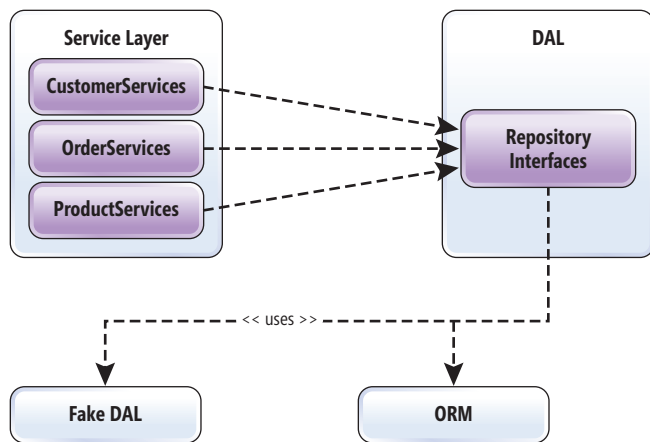 Service Layer
DAL
CustomerServices
OrderServices
ProductServices
Repository
Interfaces
<< uses >>
Fake DAL
ORM